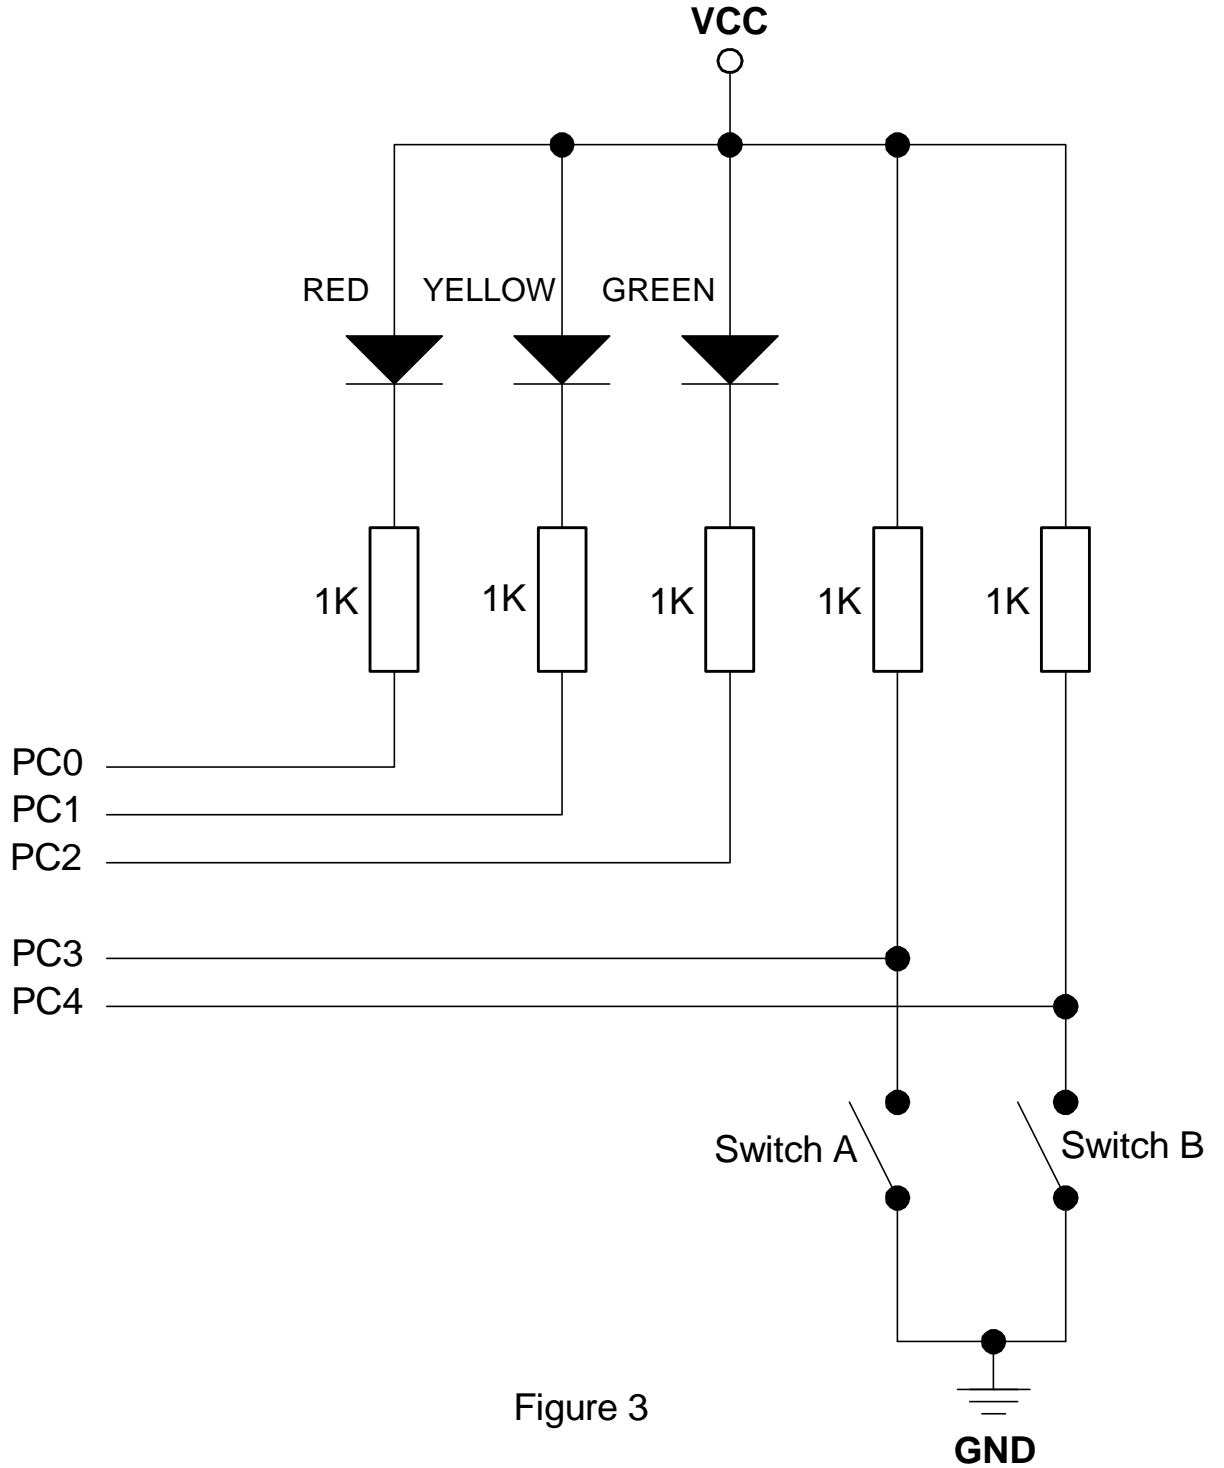 VCC
RED YELLOW GREEN
1K 1K 1K 1K 1K
PC0
PC1
PC2
PC3
PC4
Switch A Switch B
Figure 3
GND